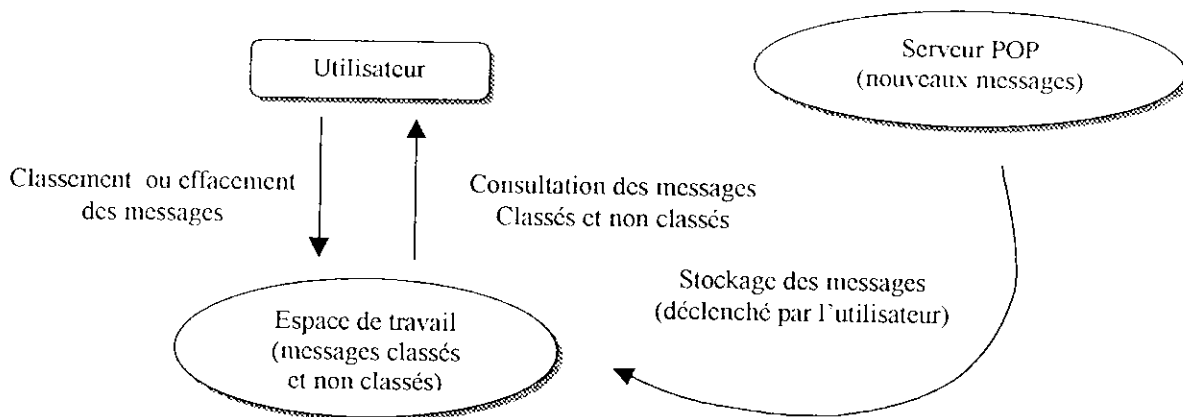 Utilisateur
Serveur POP
(nouveaux messages)
Classement ou effacement
des messages
Consultation des messages
Classés et non classés
Stockage des messages
(déclenché par l'utilisateur)
Espace de travail
(messages classés
et non classés)